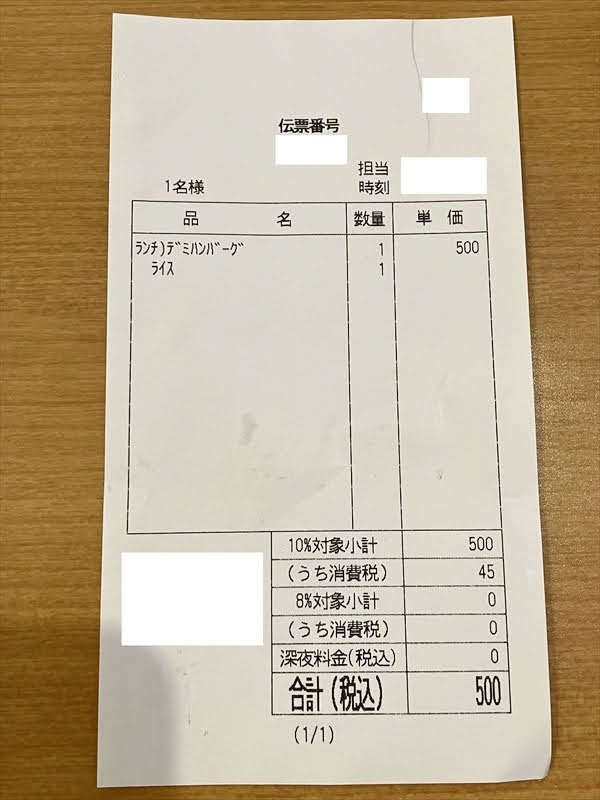 伝票番号
担当
1名様 時刻
品 名 数量 単 価
ﾗﾝﾁ)ﾃﾞﾐﾊﾝﾊﾞｰｸﾞ 1 500
ﾗｲｽ 1
10%対象小計 500
(うち消費税) 45
8%対象小計 0
(うち消費税) 0
深夜料金(税込) 0
合計(税込) 500
(1/1)